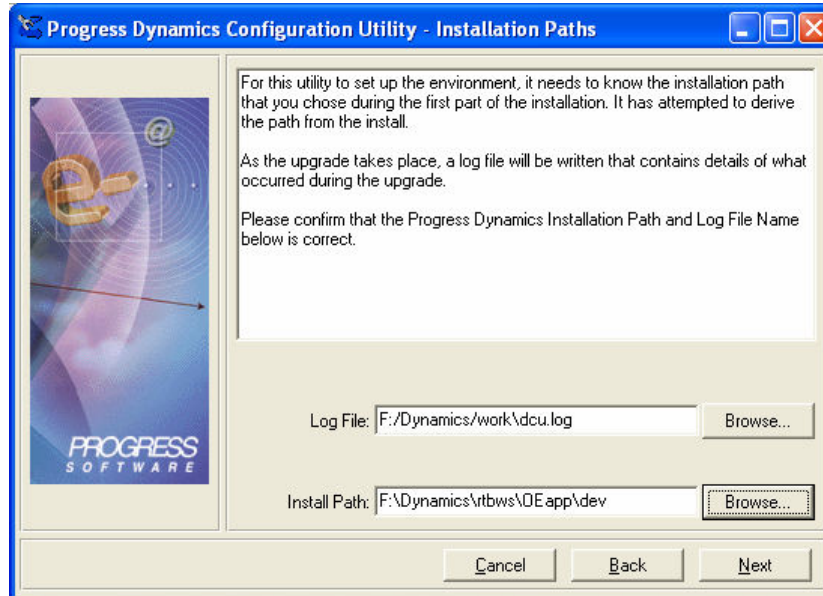 Progress Dynamics Configuration Utility - Installation Paths
For this utility to set up the environment, it needs to know the installation path
that you chose during the first part of the installation. It has attempted to derive
the path from the install.
As the upgrade takes place, a log file will be written that contains details of what
occurred during the upgrade.
Please confirm that the Progress Dynamics Installation Path and Log File Name
below is correct.
@
e-
PROGRESS
SOFTWARE
Log File: F:/Dynamics/work\dcu.log Browse...
Install Path: F:\Dynamics\rtbws\OEapp\dev Browse...
Cancel Back Next